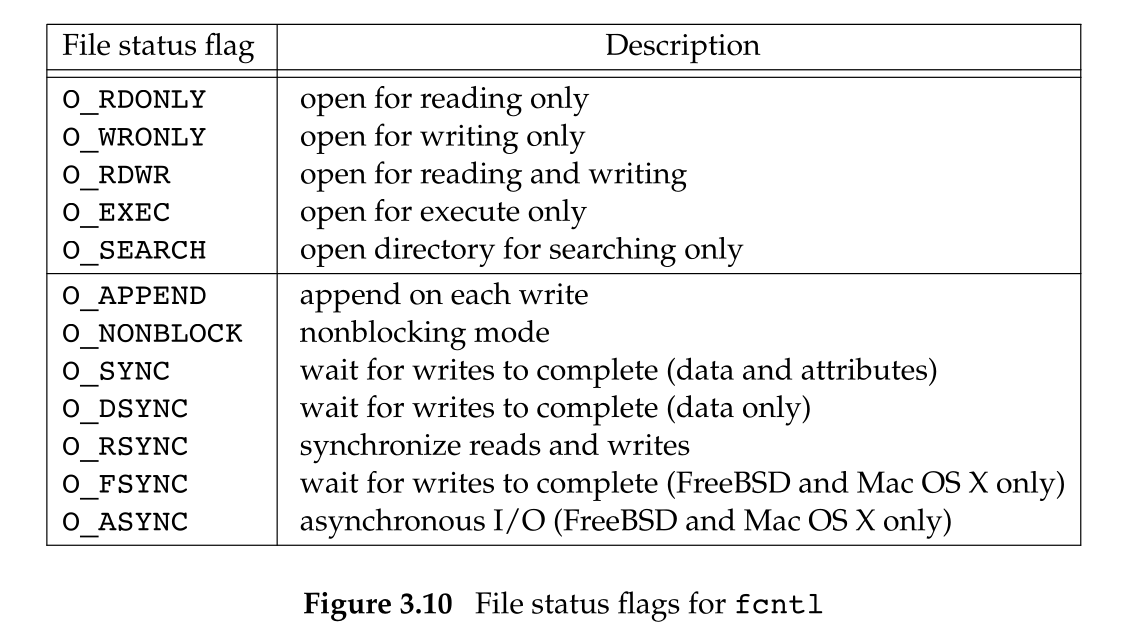 File status flag Description
O_RDONLY open for reading only
O_WRONLY open for writing only
O_RDWR open for reading and writing
O_EXEC open for execute only
O_SEARCH open directory for searching only
O_APPEND append on each write
O_NONBLOCK nonblocking mode
O_SYNC wait for writes to complete (data and attributes)
O_DSYNC wait for writes to complete (data only)
O_RSYNC synchronize reads and writes
O_FSYNC wait for writes to complete (FreeBSD and Mac OS X only)
O_ASYNC asynchronous I/O (FreeBSD and Mac OS X only)
Figure 3.10 File status flags for fcntl